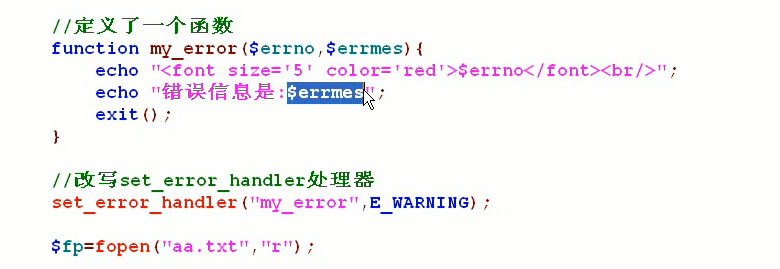 //定义了一个函数
function my_error($errno,$errmes){
echo "<font size='5' color='red'>$errno</font><br/>";
echo "错误信息是:$errmes";
exit();
}
//改写set_error_handler处理器
set_error_handler("my_error",E_WARNING);
$fp=fopen("aa.txt","r");